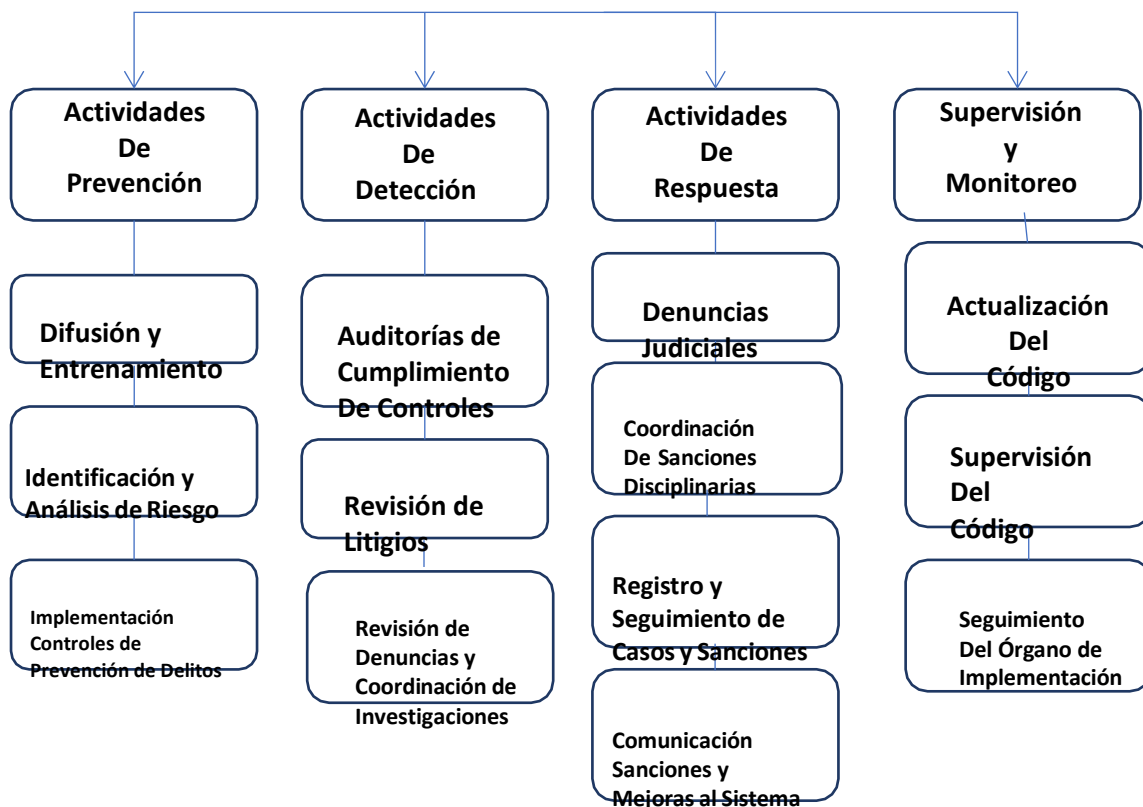 Actividades
De
Prevención
Difusión y
Entrenamiento
Identificación y
Análisis de Riesgo
Implementación
Controles de
Prevención de Delitos
Actividades
De
Detección
Auditorías de
Cumplimiento
De Controles
Revisión de
Litigios
Revisión de
Denuncias y
Coordinación de
Investigaciones
Actividades
De
Respuesta
Denuncias
Judiciales
Coordinación
De Sanciones
Disciplinarias
Registro y
Seguimiento de
Casos y Sanciones
Comunicación
Sanciones y
Mejoras al Sistema
Supervisión
y
Monitoreo
Actualización
Del
Código
Supervisión
Del
Código
Seguimiento
Del Órgano de
Implementación